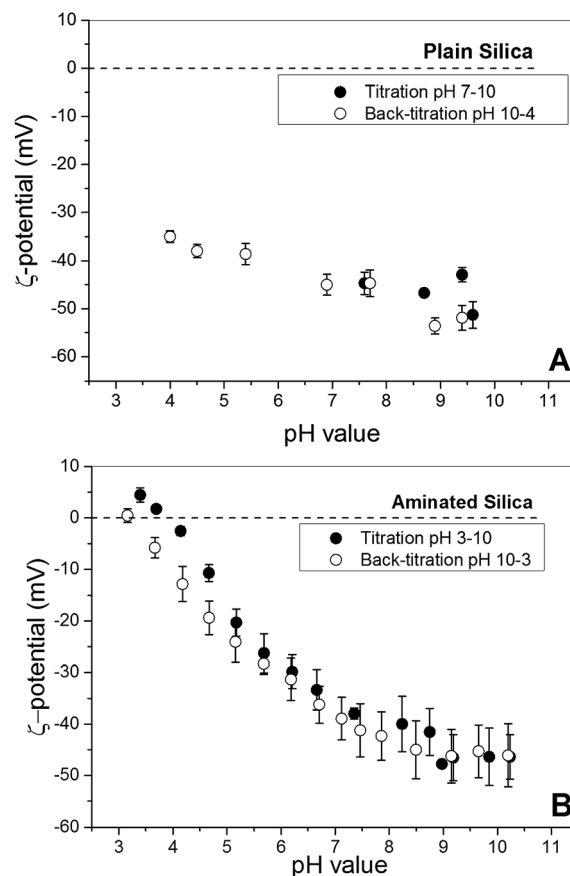 10
Plain Silica
0
Titration pH 7-10
-10
Back-titration pH 10-4
-20
ζ-potential (mV)
-30
-40
-50
-60
A
3 4 5 6 7 8 9 10 11
pH value
10
Aminated Silica
0
Titration pH 3-10
Back-titration pH 10-3
-10
-20
ζ-potential (mV)
-30
-40
-50
-60
B
3 4 5 6 7 8 9 10 11
pH value